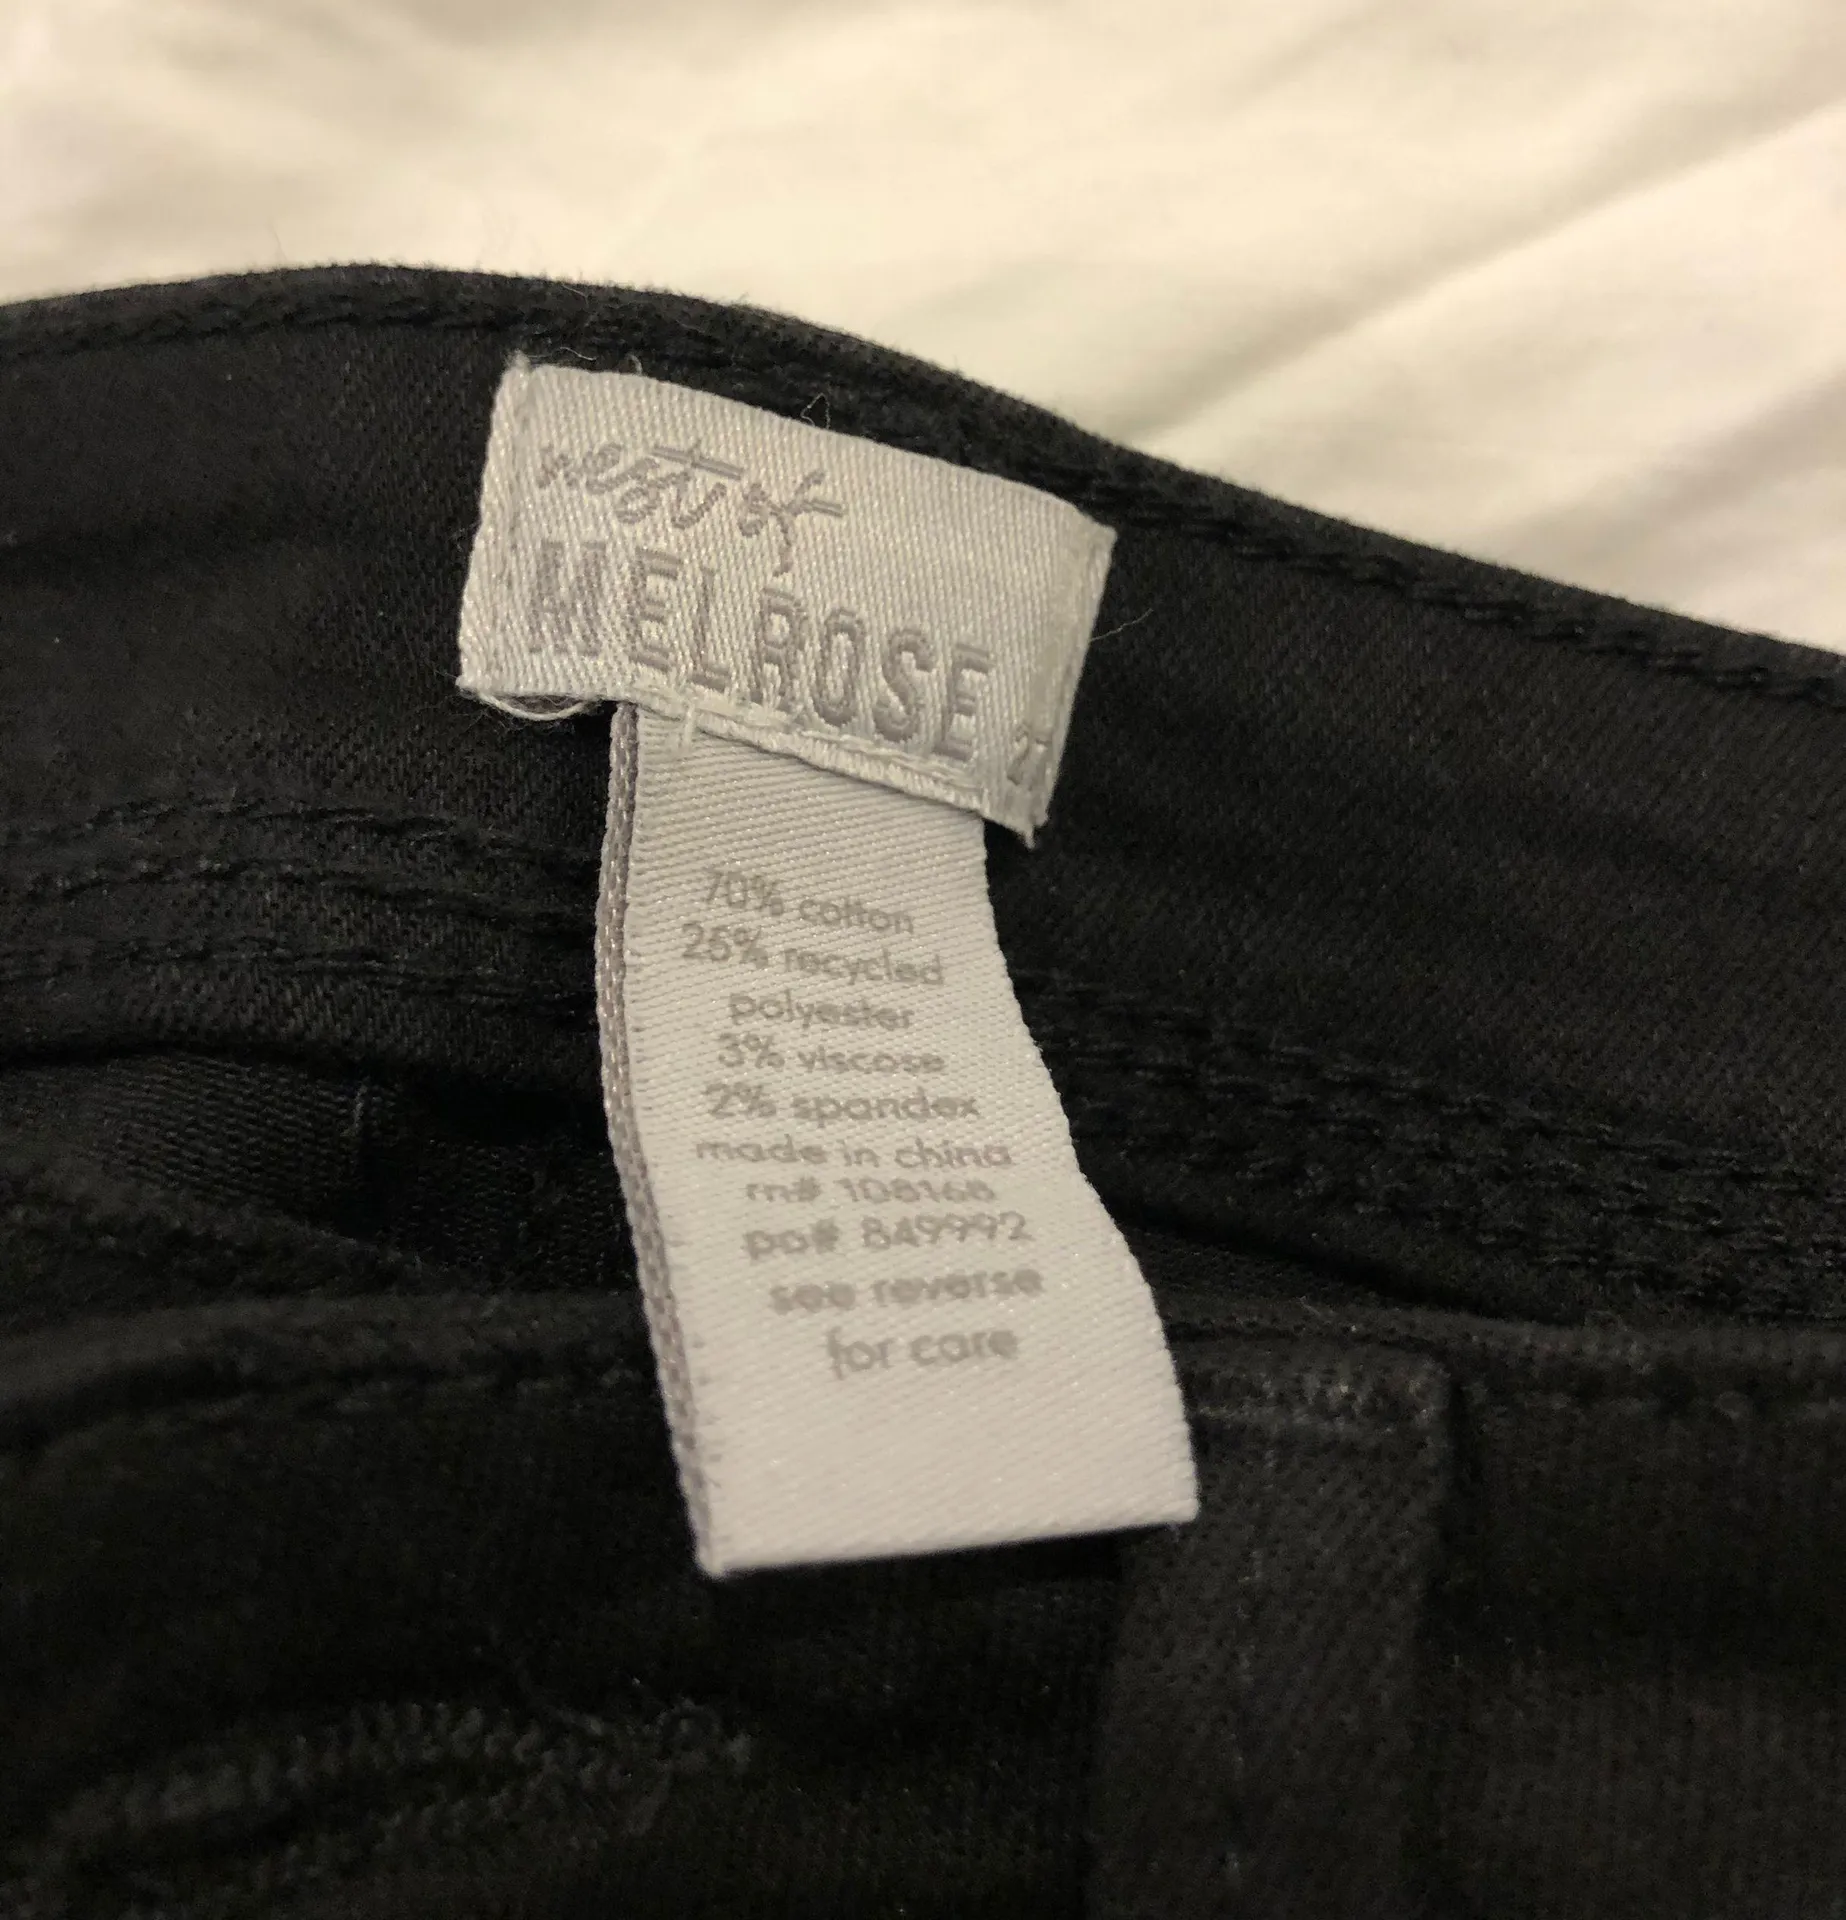 west of
MELROSE
27
70% cotton
25% recycled
polyester
3% viscose
2% spandex
made in china
rn# 108168
po# 849992
see reverse
for care